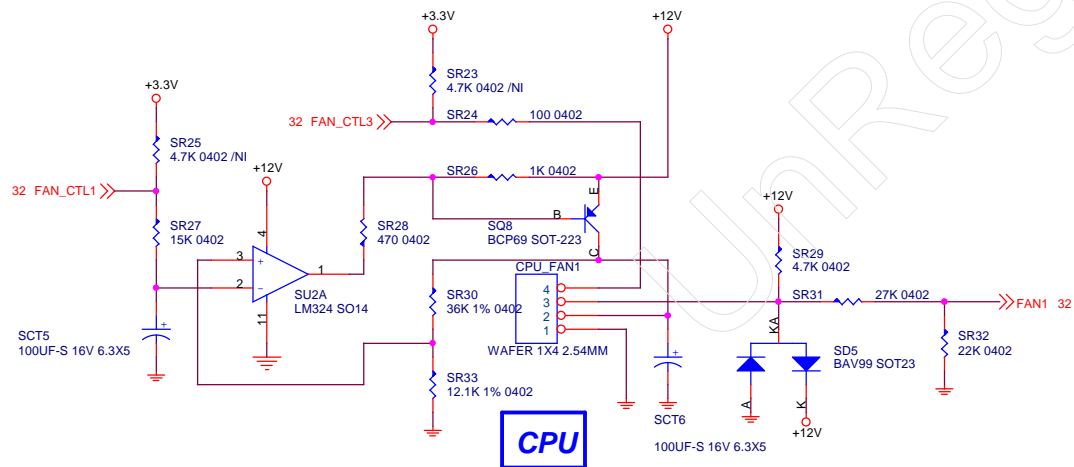 +3.3V
+12V
SR23
4.7K 0402 /NI
+3.3V
32 FAN_CTL3
SR24
100 0402
SR25
4.7K 0402 /NI
+12V
32 FAN_CTL1
SR26
1K 0402
E
B
SQ8
BCP69 SOT-223
C
+12V
SR27
15K 0402
SR28
470 0402
4
3
+
2
-
1
11
SU2A
LM324 SO14
SR29
4.7K 0402
CPU_FAN1
4
3
2
1
WAFER 1X4 2.54MM
SR30
36K 1% 0402
SR31
27K 0402
FAN1 32
KA
SR32
22K 0402
SCT5
100UF-S 16V 6.3X5
+
SD5
BAV99 SOT23
A
K
+12V
SR33
12.1K 1% 0402
+
SCT6
100UF-S 16V 6.3X5
CPU
UnReg